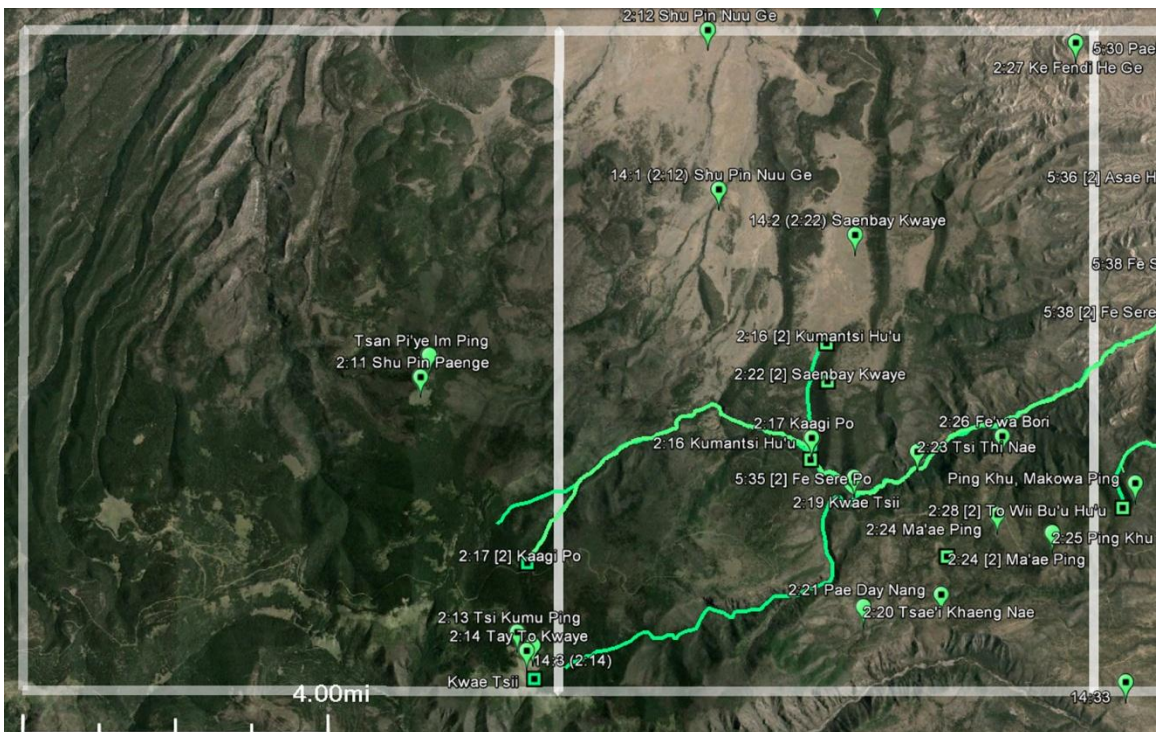 2:12 Shu Pin Nuu Ge
5:30 Pae
2:27 Ke Fendi He Ge
14:1 (2:12) Shu Pin Nuu Ge
5:36 [2] Asae H
14:2 (2:22) Saenbay Kwaye
5:38 Fe S
5:38 [2] Fe Sere
Tsan Pi'ye Im Ping
2:16 [2] Kumantsi Hu'u
2:11 Shu Pin Paenge
2:22 [2] Saenbay Kwaye
2:17 Kaagi Po
2:26 Fe'wa Bori
2:16 Kumantsi Hu'u
2:23 Tsi Thi Nae
5:35 [2] Fe Sere Po
Ping Khu, Makowa Ping
2:19 Kwae Tsii
2:28 [2] To Wii Bu'u Hu'u
2:24 Ma'ae Ping
2:25 Ping Khu
2:17 [2] Kaagi Po
2:24 [2] Ma'ae Ping
2:21 Pae Day Nang
2:20 Tsae'i Khaeng Nae
2:13 Tsi Kumu Ping
2:14 Tay To Kwaye
14:3 (2.14)
Kwae Tsii
4.00mi
14:33